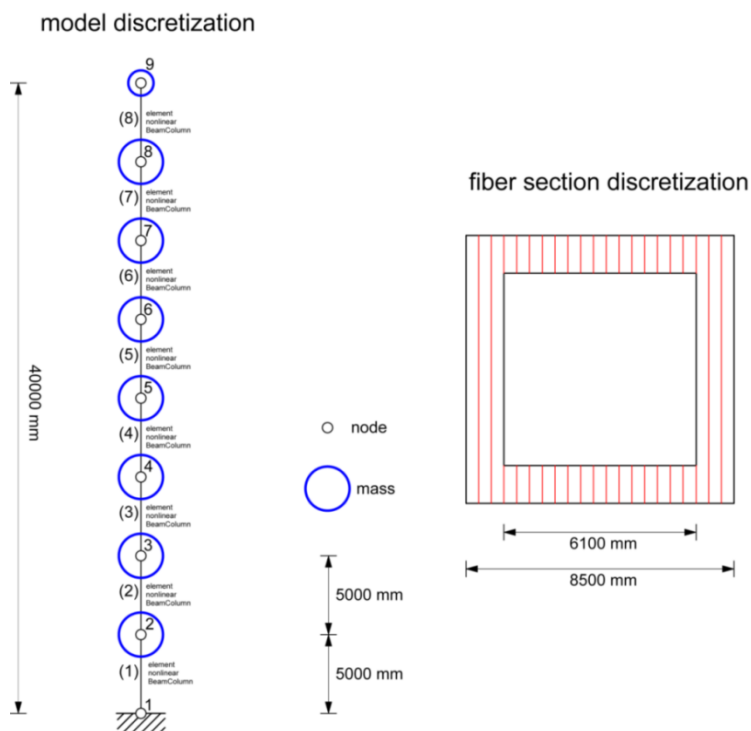 model discretization
9
(8) element
nonlinear
BeamColumn
8
(7) element
nonlinear
BeamColumn
7
(6) element
nonlinear
BeamColumn
6
(5) element
nonlinear
BeamColumn
5
(4) element
nonlinear
BeamColumn
4
(3) element
nonlinear
BeamColumn
3
(2) element
nonlinear
BeamColumn
2
(1) element
nonlinear
BeamColumn
1
40000 mm
node
mass
5000 mm
5000 mm
fiber section discretization
6100 mm
8500 mm